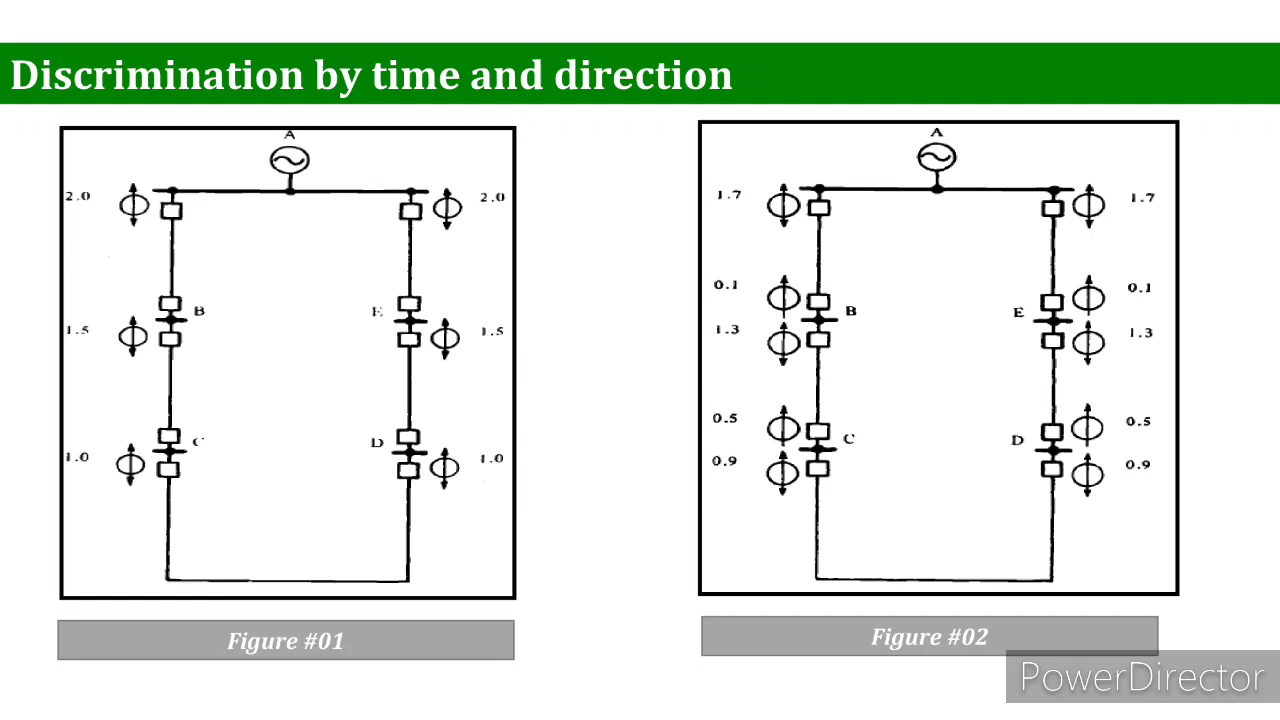 Discrimination by time and direction
A
2.0
2.0
B
E
1.5
1.5
C
D
1.0
1.0
Figure #01
A
1.7
1.7
0.1
0.1
B
E
1.3
1.3
0.5
0.5
C
D
0.9
0.9
Figure #02
PowerDirector